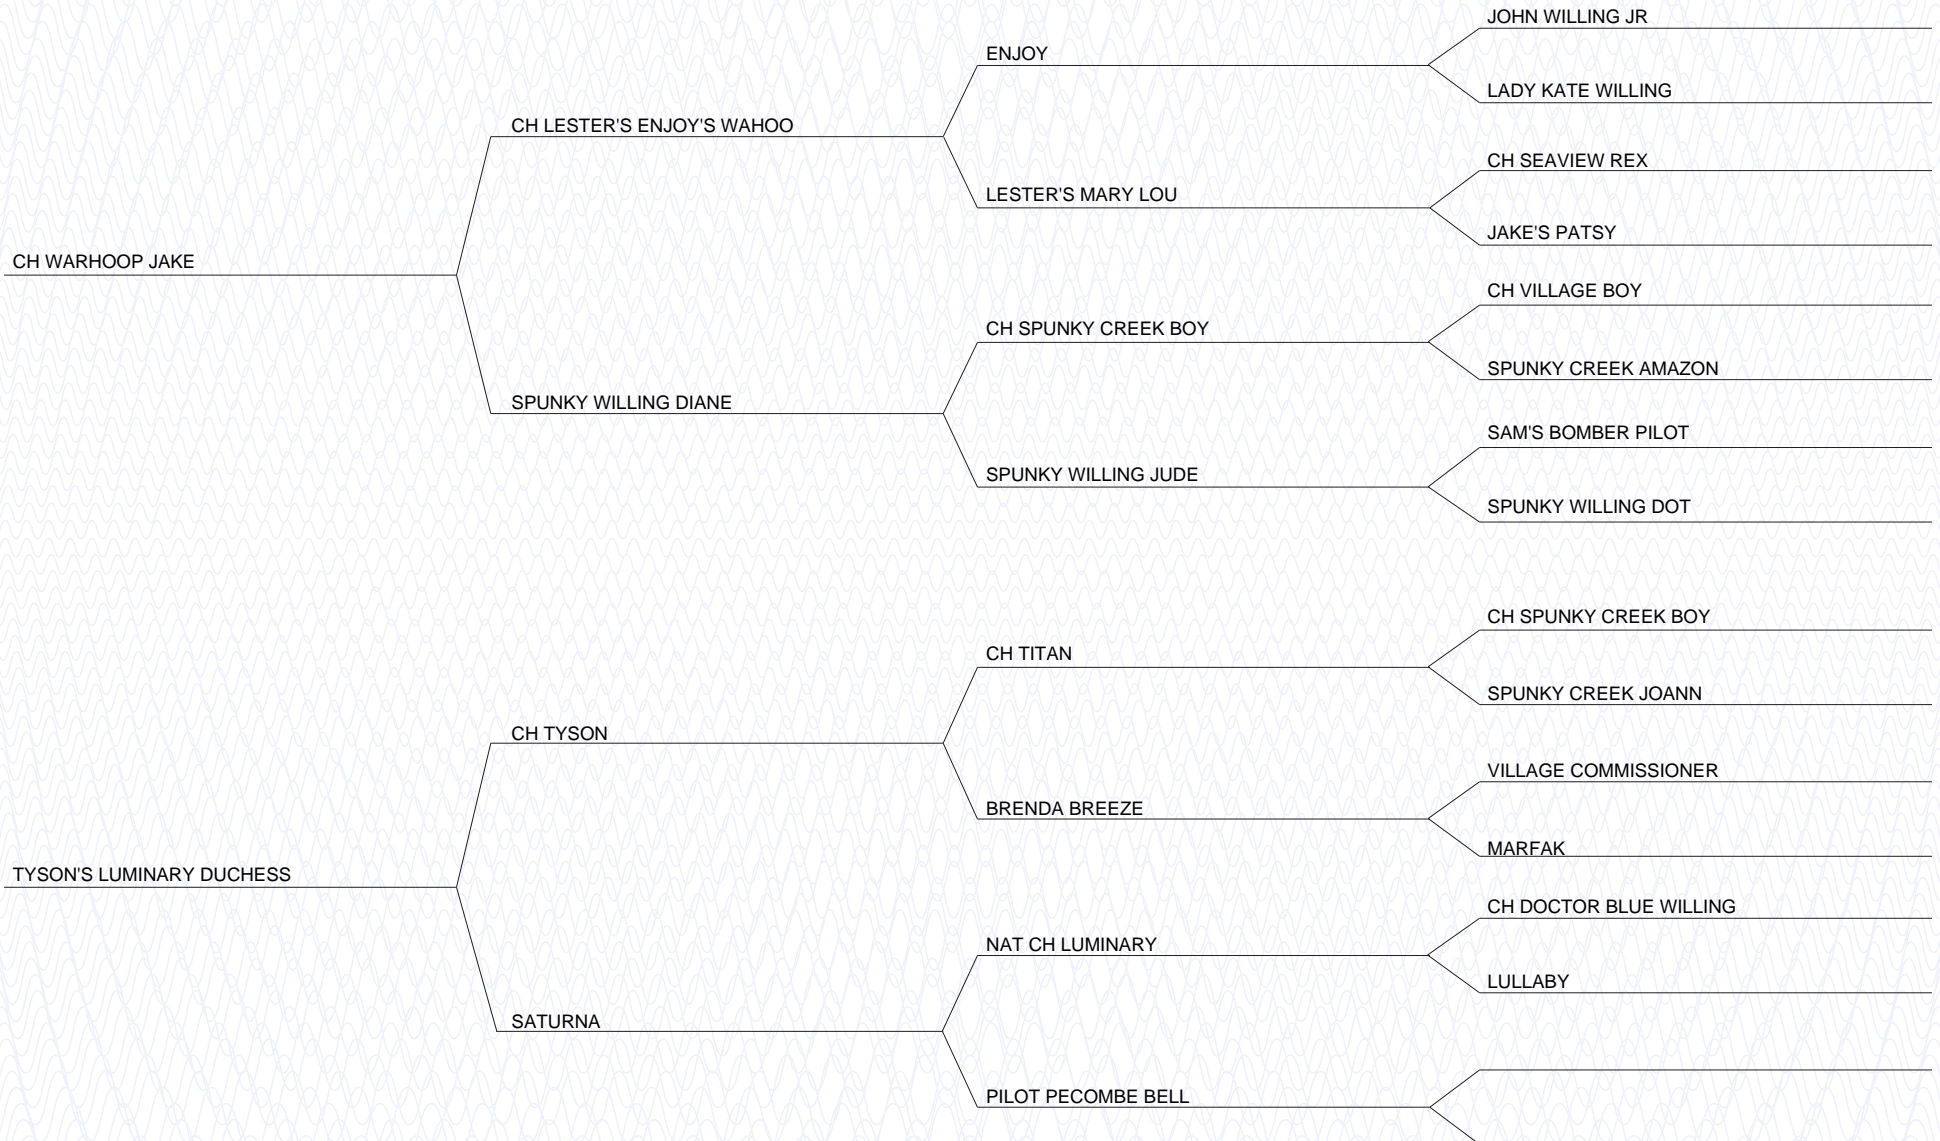 JOHN WILLING JR
ENJOY
LADY KATE WILLING
CH LESTER'S ENJOY'S WAHOO
CH SEAVIEW REX
LESTER'S MARY LOU
JAKE'S PATSY
CH WARHOOP JAKE
CH VILLAGE BOY
CH SPUNKY CREEK BOY
SPUNKY CREEK AMAZON
SPUNKY WILLING DIANE
SAM'S BOMBER PILOT
SPUNKY WILLING JUDE
SPUNKY WILLING DOT
CH SPUNKY CREEK BOY
CH TITAN
SPUNKY CREEK JOANN
CH TYSON
VILLAGE COMMISSIONER
BRENDA BREEZE
MARFAK
TYSON'S LUMINARY DUCHESS
CH DOCTOR BLUE WILLING
NAT CH LUMINARY
LULLABY
SATURNA
PILOT PECOMBE BELL